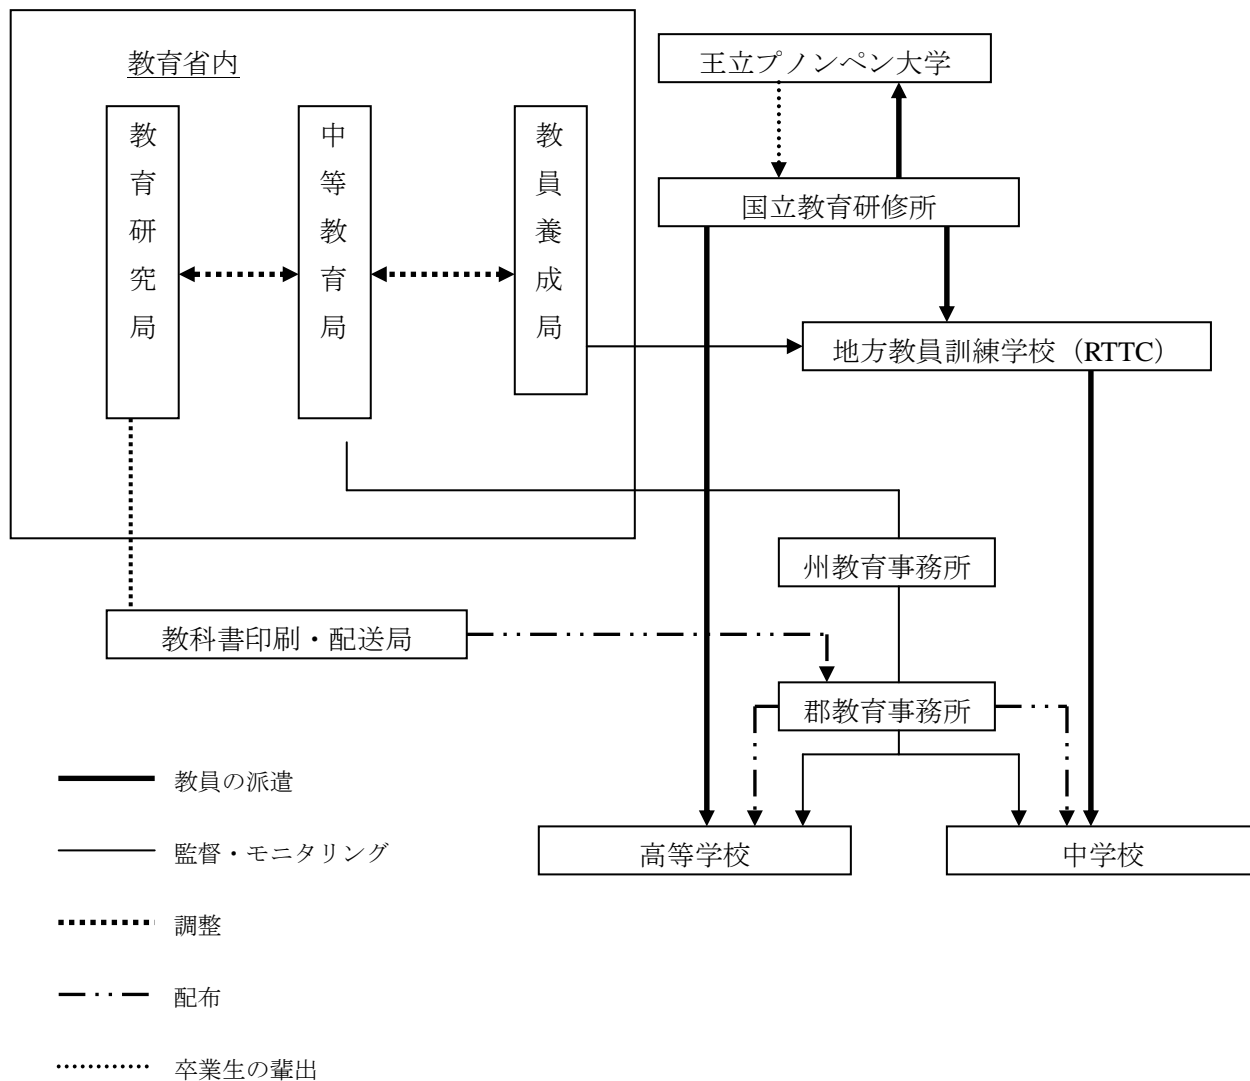 教育省内
王立プノンペン大学
教育研究局
中等教育局
教員養成局
国立教育研修所
地方教員訓練学校（RTTC）
州教育事務所
教科書印刷・配送局
郡教育事務所
高等学校
中学校
教員の派遣
監督・モニタリング
調整
配布
卒業生の輩出